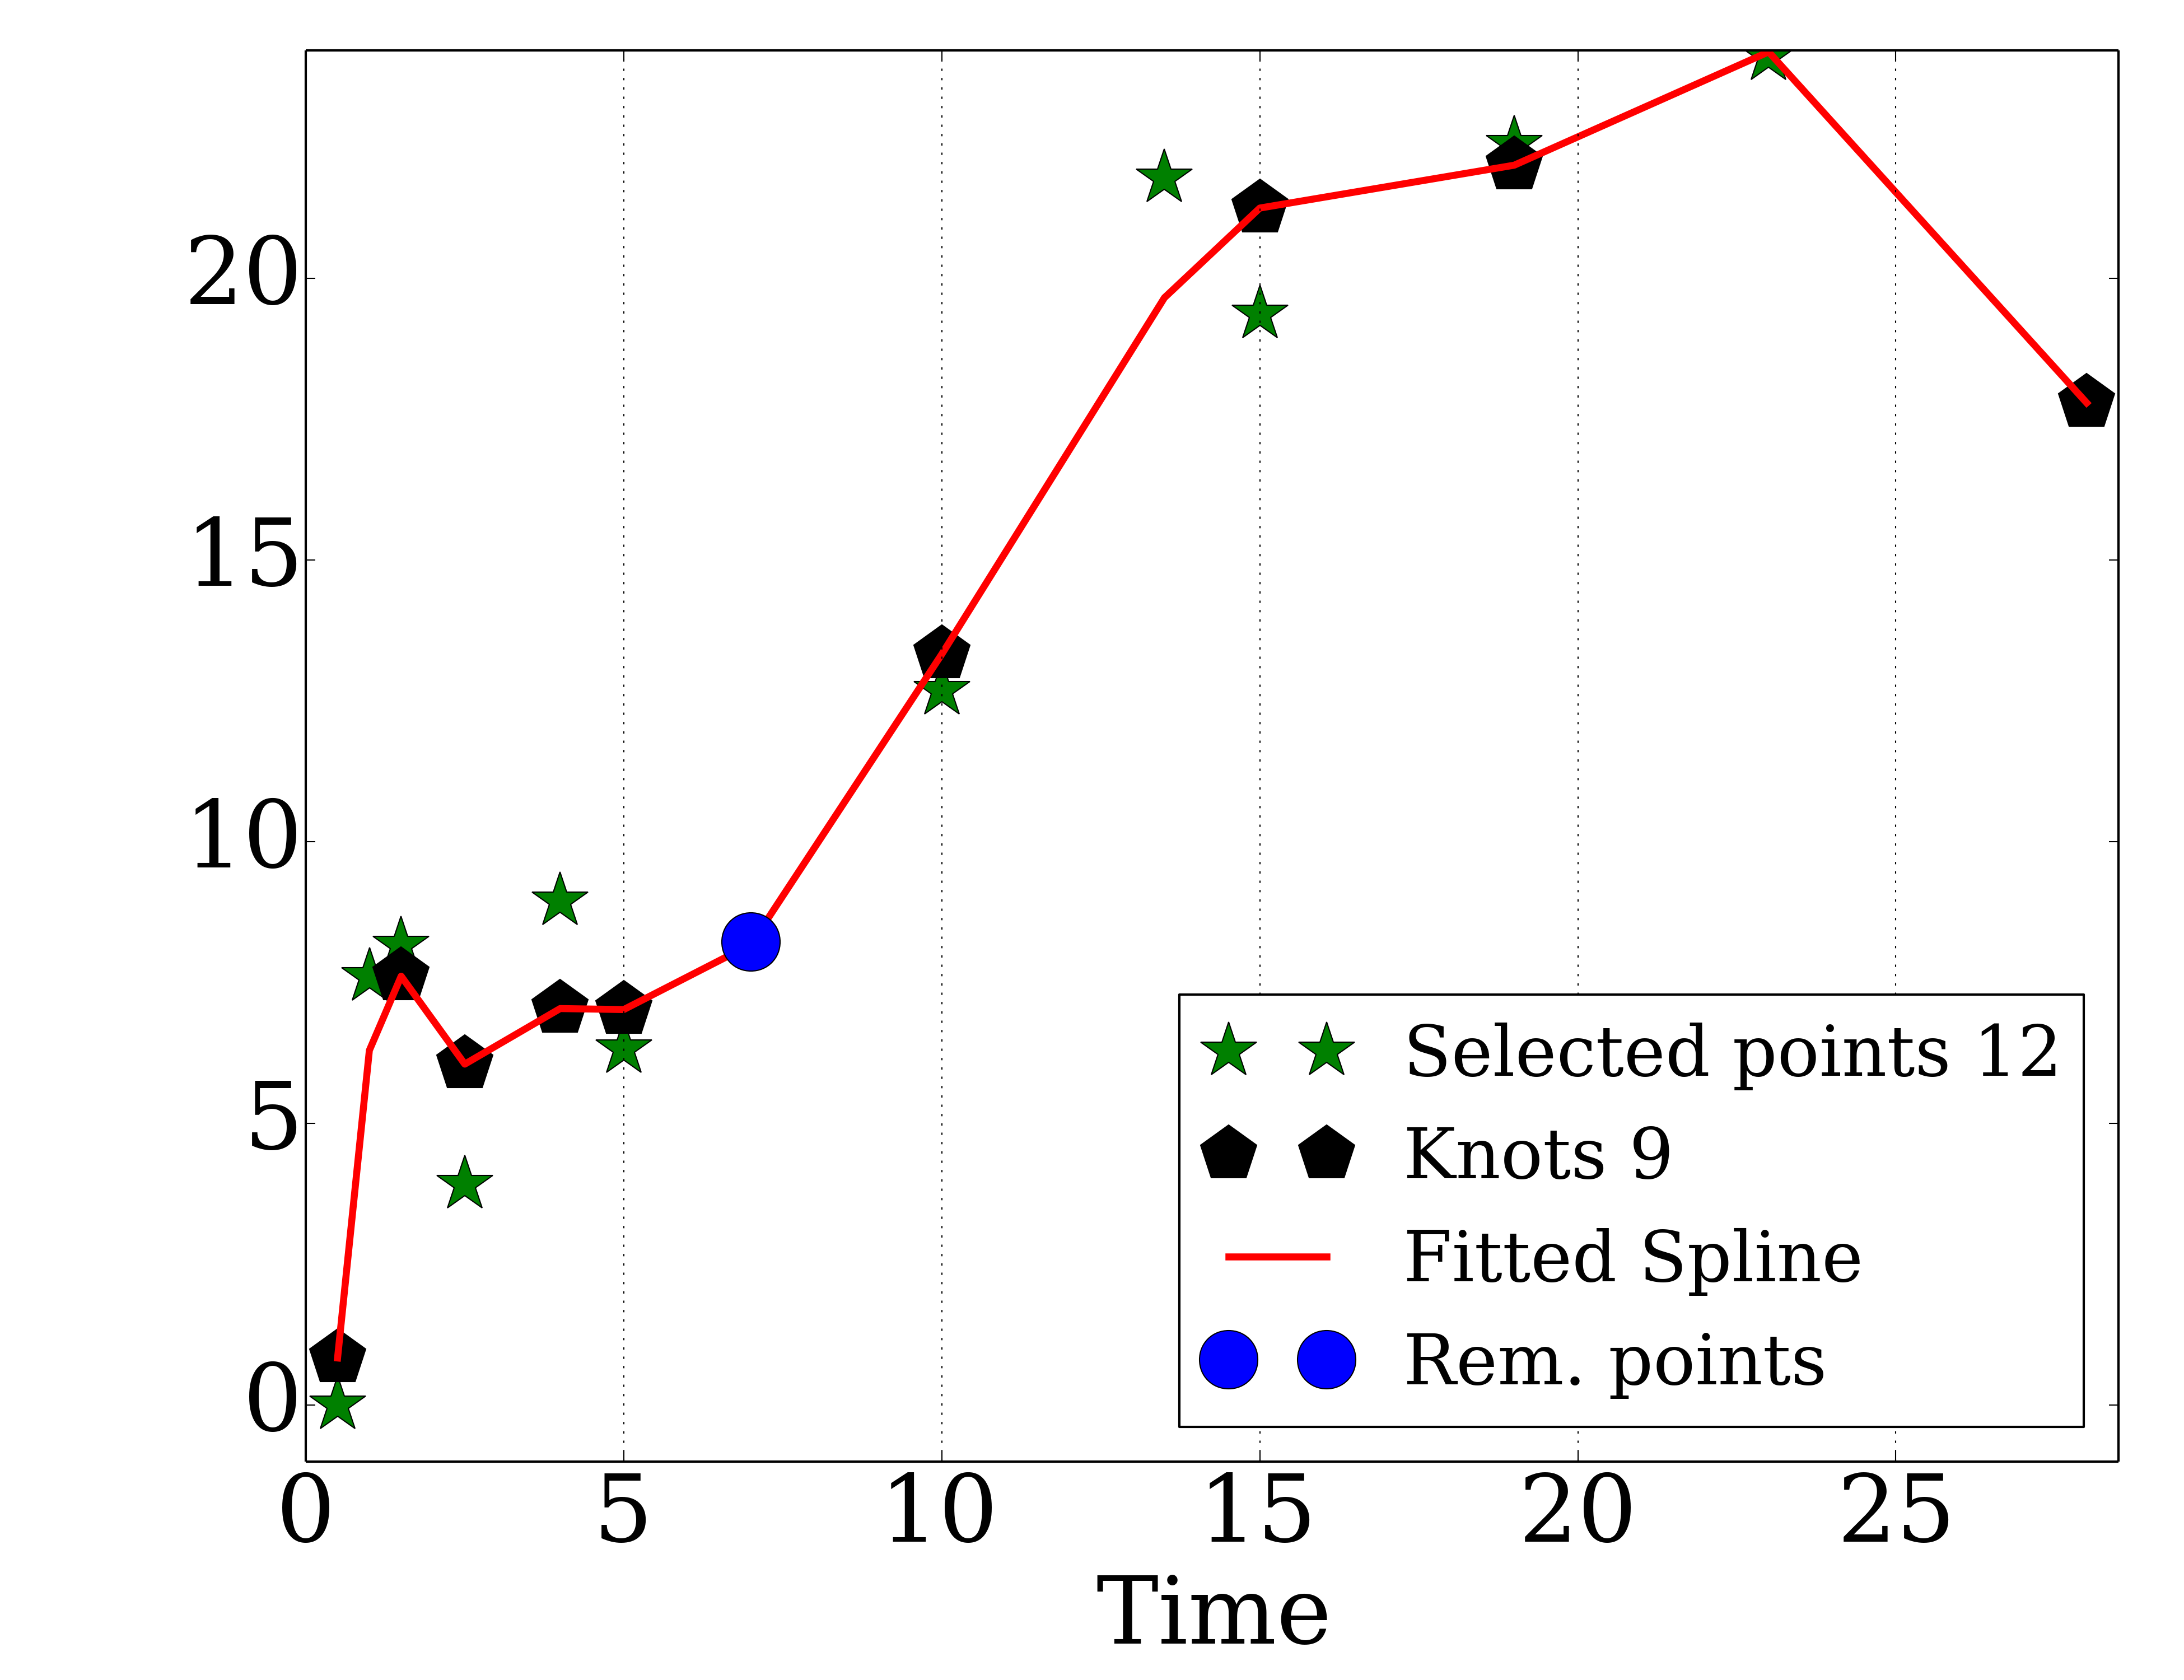 20
15
10
5
0
0 5 10 15 20 25
Time
Selected points 12
Knots 9
Fitted Spline
Rem. points